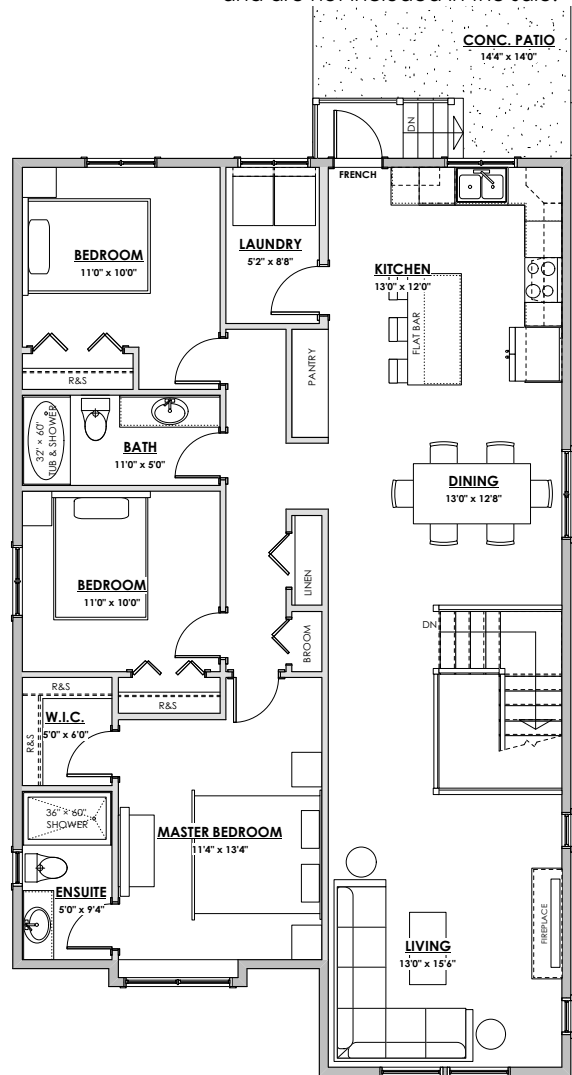 and are not included in the sale.
CONC. PATIO
14'4" x 14'0"
DN
FRENCH
BEDROOM
11'0" x 10'0"
LAUNDRY
5'2" x 8'8"
KITCHEN
13'0" x 12'0"
FLAT BAR
PANTRY
R&S
32" × 60"
TUB & SHOWER
BATH
11'0" x 5'0"
DINING
13'0" x 12'8"
BEDROOM
11'0" x 10'0"
LINEN
BROOM
DN
R&S
R&S
R&S
W.I.C.
5'0" x 6'0"
36" × 60"
SHOWER
MASTER BEDROOM
11'4" x 13'4"
ENSUITE
5'0" x 9'4"
FIREPLACE
LIVING
13'0" x 15'6"